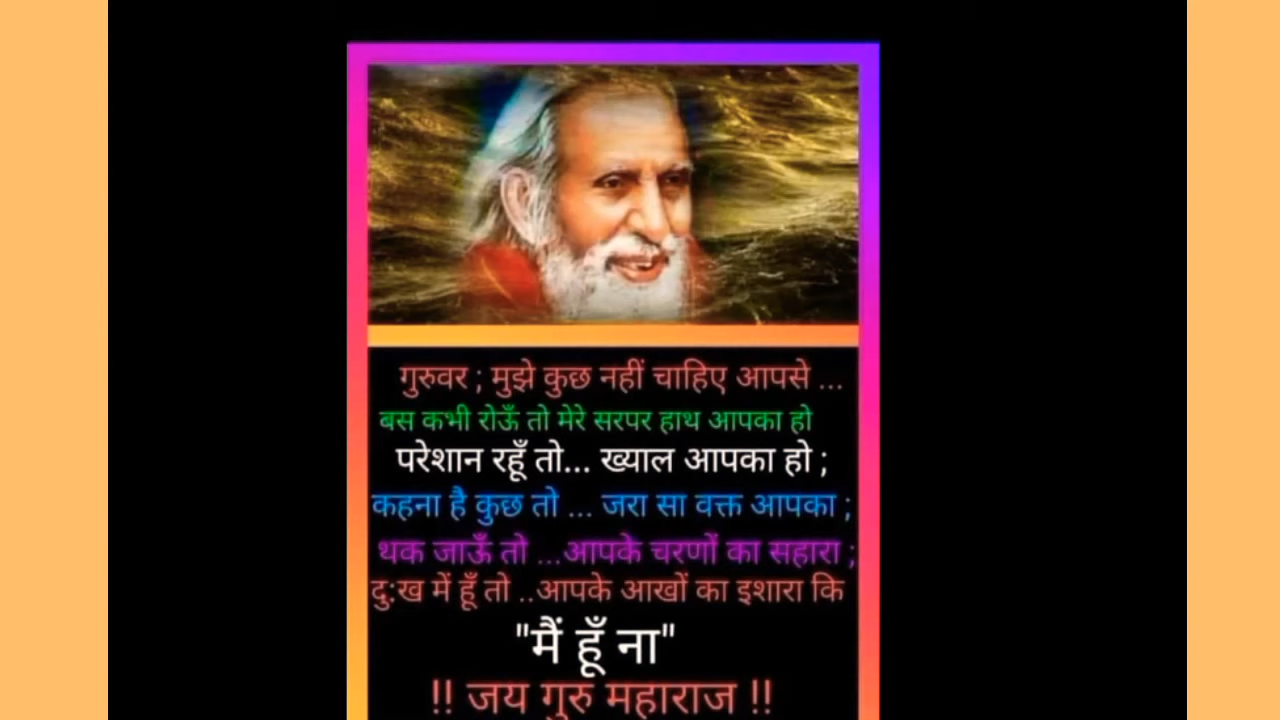 गुरुवर ; मुझे कुछ नहीं चाहिए आपसे ...
बस कभी रोऊँ तो मेरे सरपर हाथ आपका हो
परेशान रहूँ तो... ख्याल आपका हो ;
कहना है कुछ तो ... जरा सा वक्त आपका ;
थक जाऊँ तो ...आपके चरणों का सहारा ;
दु:ख में हूँ तो ..आपके आखों का इशारा कि
"मैं हूँ ना"
!! जय गुरु महाराज !!